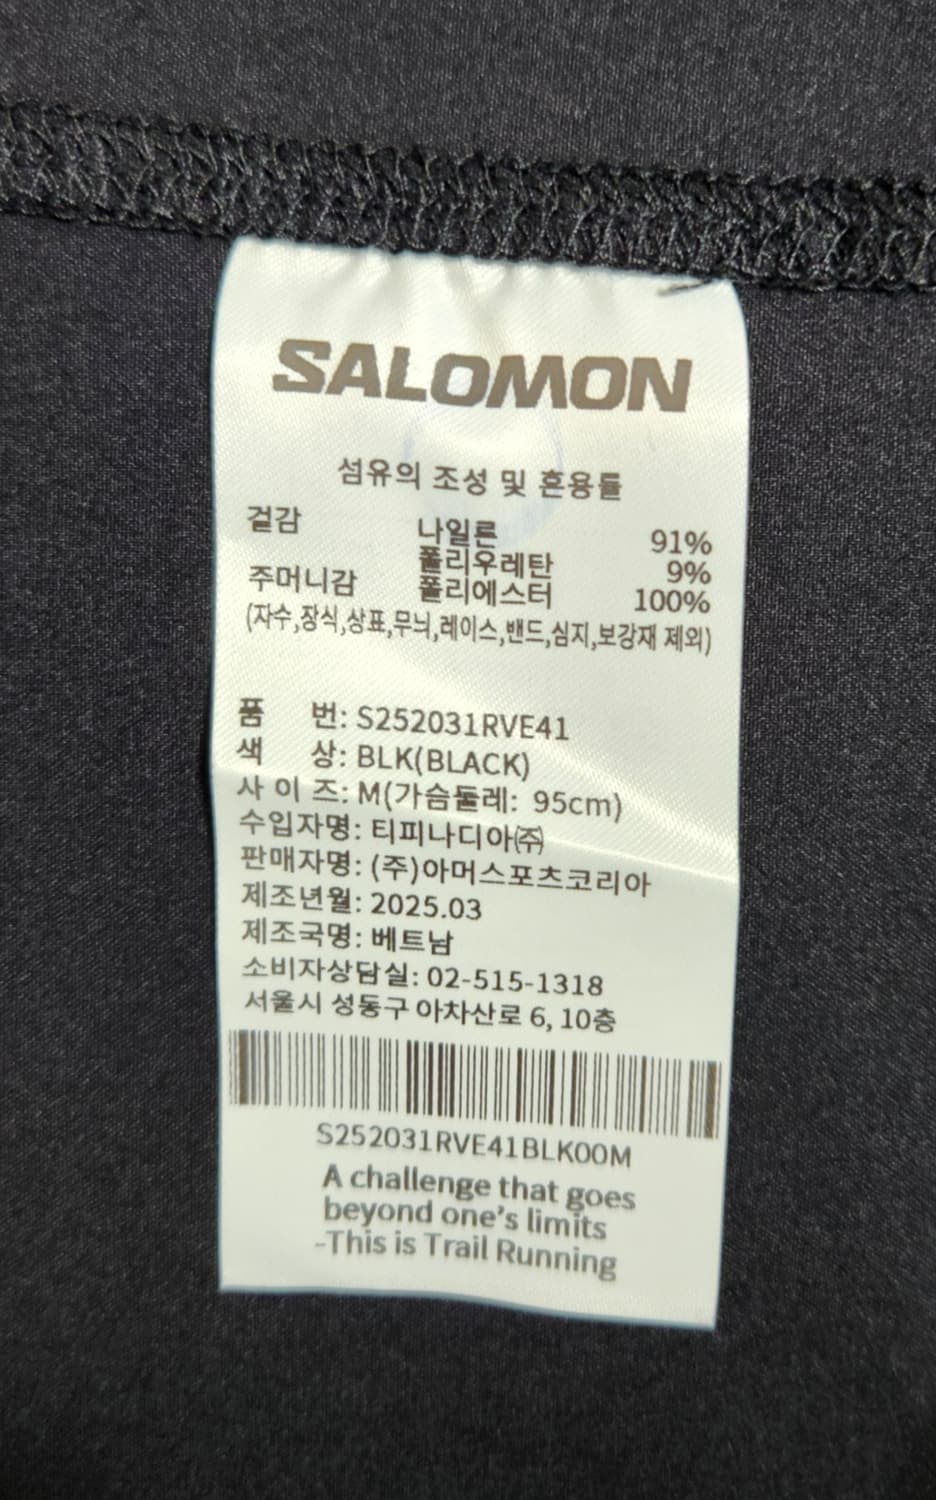 SALOMON
섬유의 조성 및 혼용률
겉감 나일론 91%
폴리우레탄 9%
주머니감 폴리에스터 100%
(자수,장식,상표,무늬,레이스,밴드,심지,보강재 제외)
품 번: S252031RVE41
색 상: BLK(BLACK)
사 이 즈: M(가슴둘레: 95cm)
수입자명: 티피나디아㈜
판매자명: (주)아머스포츠코리아
제조년월: 2025.03
제조국명: 베트남
소비자상담실: 02-515-1318
서울시 성동구 아차산로 6, 10층
S252031RVE41BLK00M
A challenge that goes
beyond one's limits
-This is Trail Running